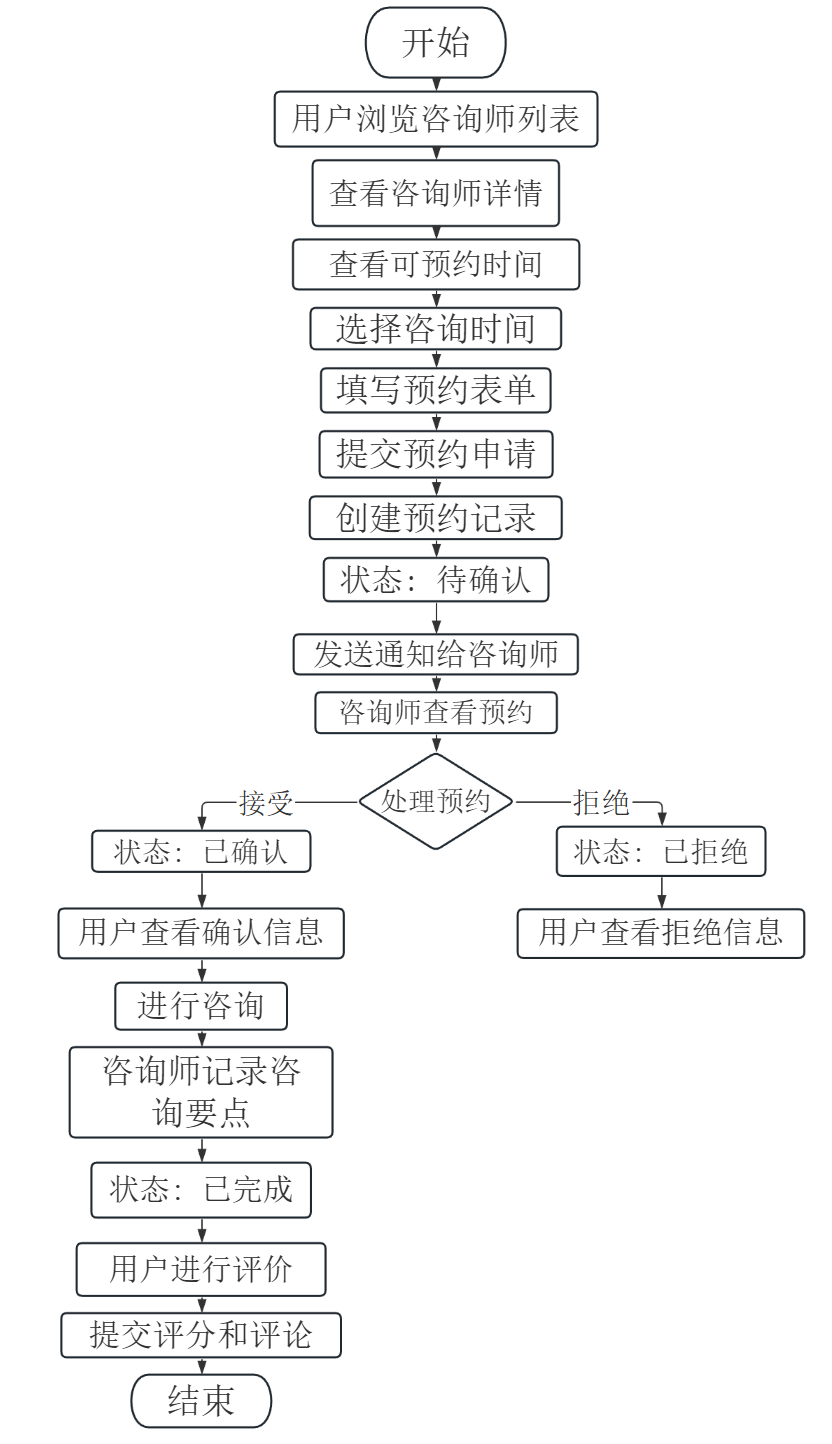 开始
用户浏览咨询师列表
查看咨询师详情
查看可预约时间
选择咨询时间
填写预约表单
提交预约申请
创建预约记录
状态：待确认
发送通知给咨询师
咨询师查看预约
处理预约
接受
拒绝
状态：已确认
状态：已拒绝
用户查看确认信息
用户查看拒绝信息
进行咨询
咨询师记录咨
询要点
状态：已完成
用户进行评价
提交评分和评论
结束